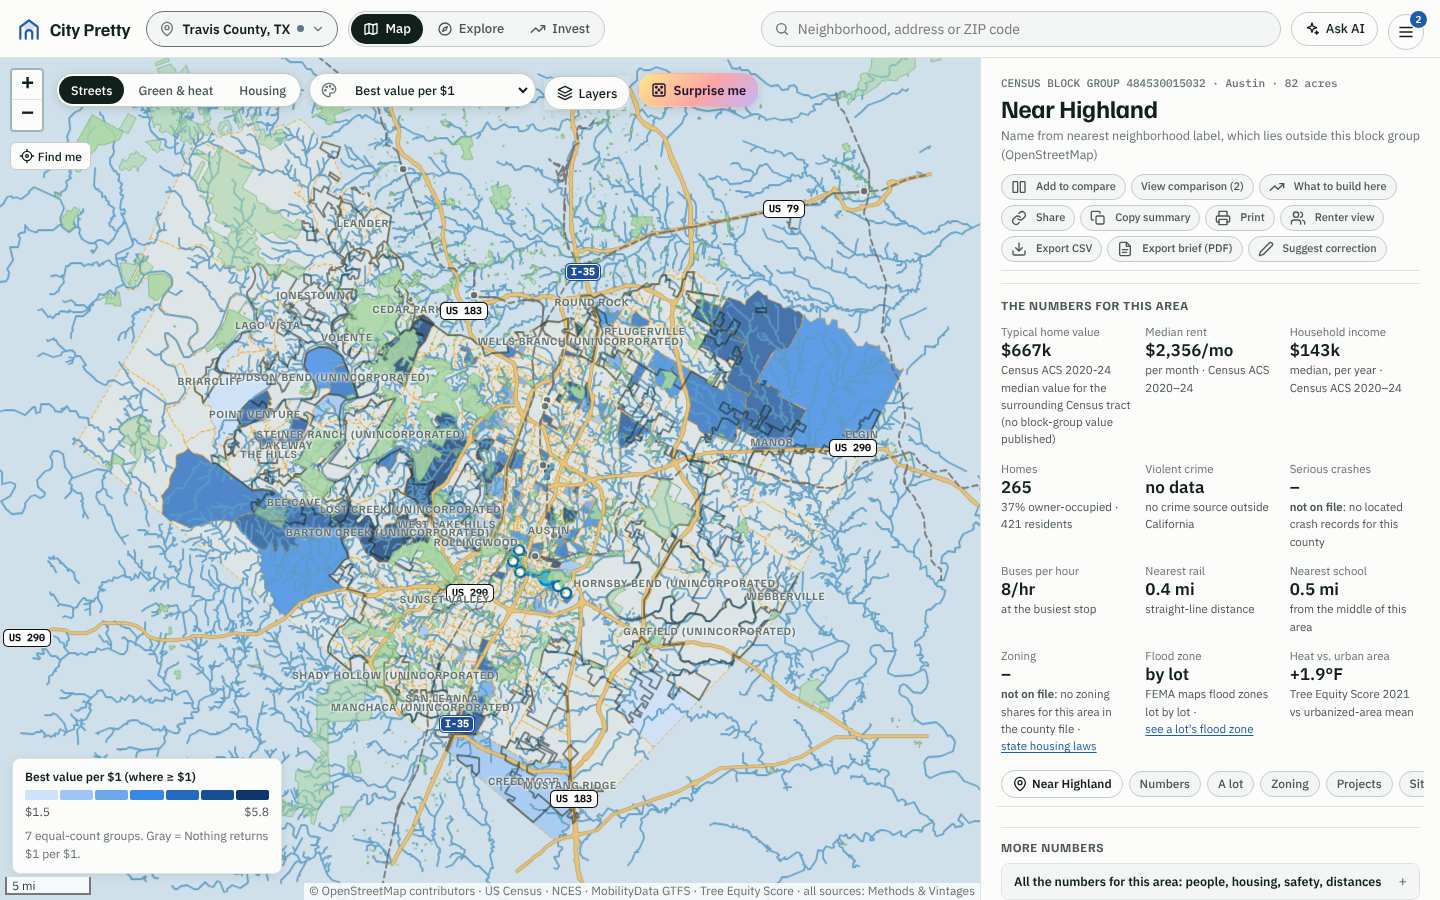 City Pretty
Travis County, TX
Map
Explore
Invest
Neighborhood, address or ZIP code
Ask AI
2
+
−
Find me
Streets
Green & heat
Housing
Best value per $1
Layers
Surprise me
US 79
LEANDER
I-35
JONESTOWN
ROUND ROCK
CEDAR PARK
US 183
LAGO VISTA
VOLENTE
PFLUGERVILLE
WELLS BRANCH (UNINCORPORATED)
BRIARCLIFF
HUDSON BEND (UNINCORPORATED)
POINT VENTURE
STEINER RANCH (UNINCORPORATED)
LAKEWAY
THE HILLS
MANOR
ELGIN
US 290
BEE CAVE
LOST CREEK (UNINCORPORATED)
WEST LAKE HILLS
BARTON CREEK (UNINCORPORATED)
ROLLINGWOOD
AUSTIN
HORNSBY BEND (UNINCORPORATED)
US 290
SUNSET VALLEY
WEBBERVILLE
US 290
GARFIELD (UNINCORPORATED)
SHADY HOLLOW (UNINCORPORATED)
SAN LEANNA
MANCHACA (UNINCORPORATED)
I-35
CREEDMOOR
MUSTANG RIDGE
US 183
Best value per $1 (where ≥ $1)
$1.5
$5.8
7 equal-count groups. Gray = Nothing returns
$1 per $1.
5 mi
© OpenStreetMap contributors · US Census · NCES · MobilityData GTFS · Tree Equity Score · all sources: Methods & Vintages
CENSUS BLOCK GROUP 484530015032 · Austin · 82 acres
Near Highland
Name from nearest neighborhood label, which lies outside this block group
(OpenStreetMap)
Add to compare
View comparison (2)
What to build here
Share
Copy summary
Print
Renter view
Export CSV
Export brief (PDF)
Suggest correction
THE NUMBERS FOR THIS AREA
Typical home value
$667k
Census ACS 2020-24
median value for the
surrounding Census tract
(no block-group value
published)
Median rent
$2,356/mo
per month · Census ACS
2020–24
Household income
$143k
median, per year ·
Census ACS 2020–24
Homes
265
37% owner-occupied ·
421 residents
Violent crime
no data
no crime source outside
California
Serious crashes
–
not on file: no located
crash records for this
county
Buses per hour
8/hr
at the busiest stop
Nearest rail
0.4 mi
straight-line distance
Nearest school
0.5 mi
from the middle of this
area
Zoning
–
not on file: no zoning
shares for this area in
the county file ·
state housing laws
Flood zone
by lot
FEMA maps flood zones
lot by lot ·
see a lot's flood zone
Heat vs. urban area
+1.9°F
Tree Equity Score 2021
vs urbanized-area mean
Near Highland
Numbers
A lot
Zoning
Projects
Sit
MORE NUMBERS
All the numbers for this area: people, housing, safety, distances
+